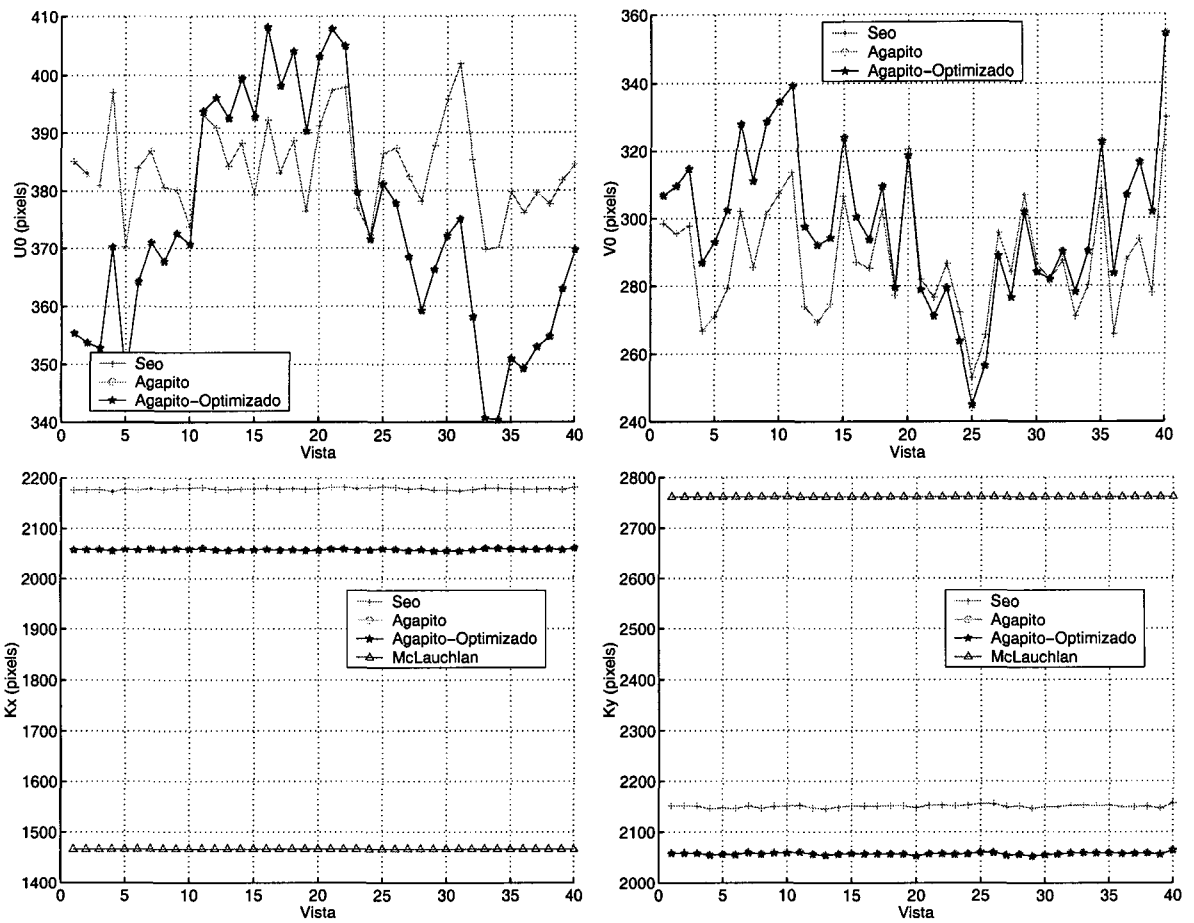 410
400
390
380
370
360
350
340
U0 (pixels)
Seo
Agapito
Agapito-Optimizado
0 5 10 15 20 25 30 35 40
Vista
360
340
320
300
280
260
240
V0 (pixels)
Seo
Agapito
Agapito-Optimizado
0 5 10 15 20 25 30 35 40
Vista
2200
2100
2000
1900
1800
1700
1600
1500
1400
Kx (pixels)
Seo
Agapito
Agapito-Optimizado
McLauchlan
0 5 10 15 20 25 30 35 40
Vista
2800
2700
2600
2500
2400
2300
2200
2100
2000
Ky (pixels)
Seo
Agapito
Agapito-Optimizado
McLauchlan
0 5 10 15 20 25 30 35 40
Vista